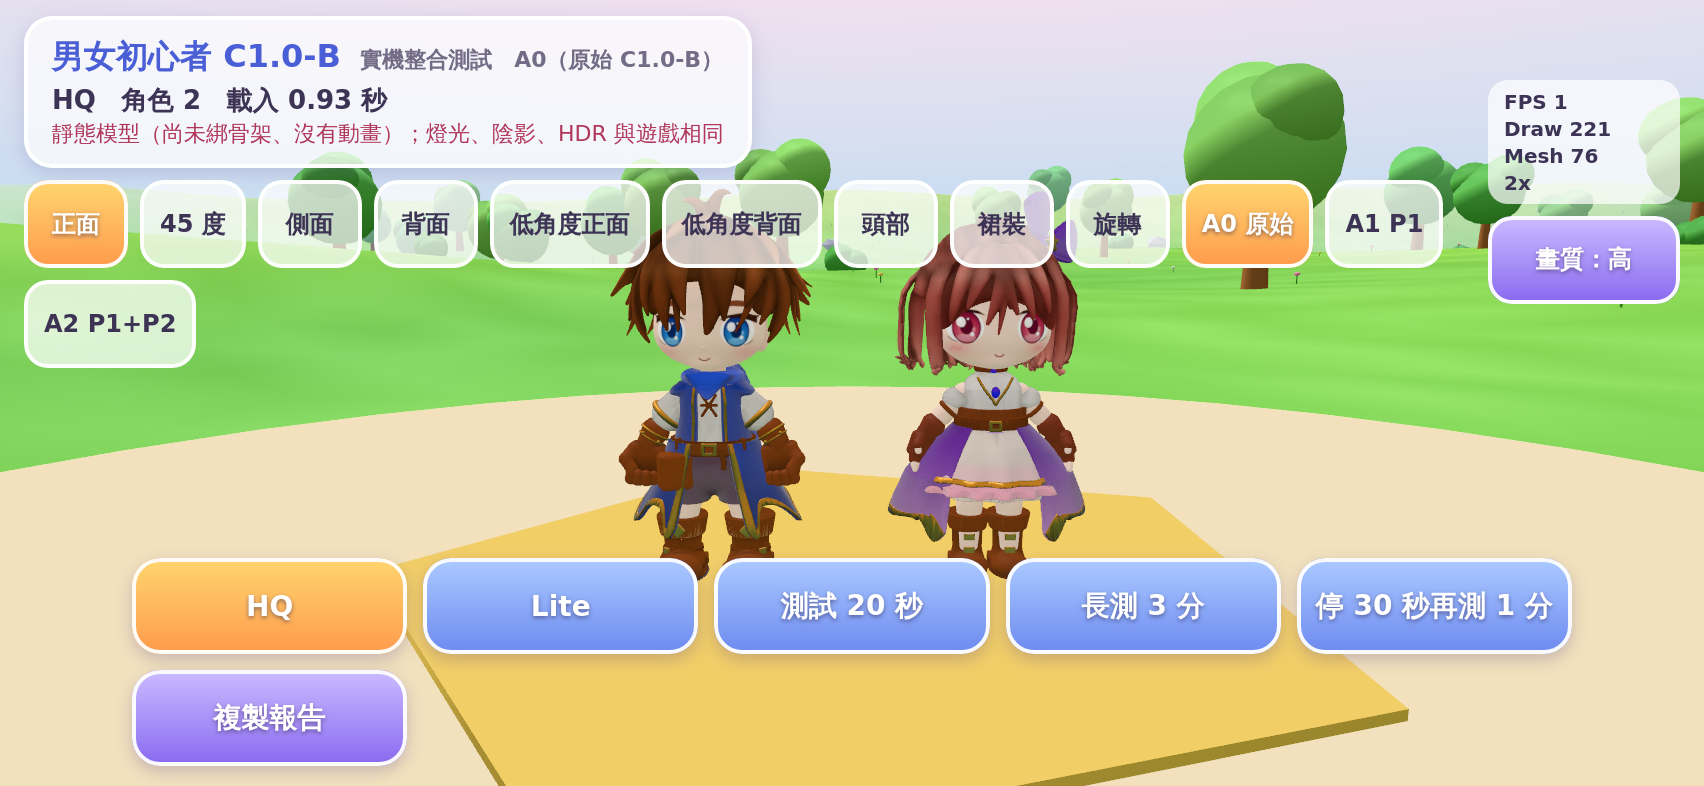 男女初心者 C1.0-B 實機整合測試 A0（原始 C1.0-B）
HQ 角色 2 載入 0.93 秒
靜態模型（尚未綁骨架、沒有動畫）；燈光、陰影、HDR 與遊戲相同
FPS 1
Draw 221
Mesh 76
2x
正面 45 度 側面 背面 低角度正面 低角度背面 頭部 裙裝 旋轉 A0 原始 A1 P1
畫質：高
A2 P1+P2
HQ Lite 測試 20 秒 長測 3 分 停 30 秒再測 1 分
複製報告